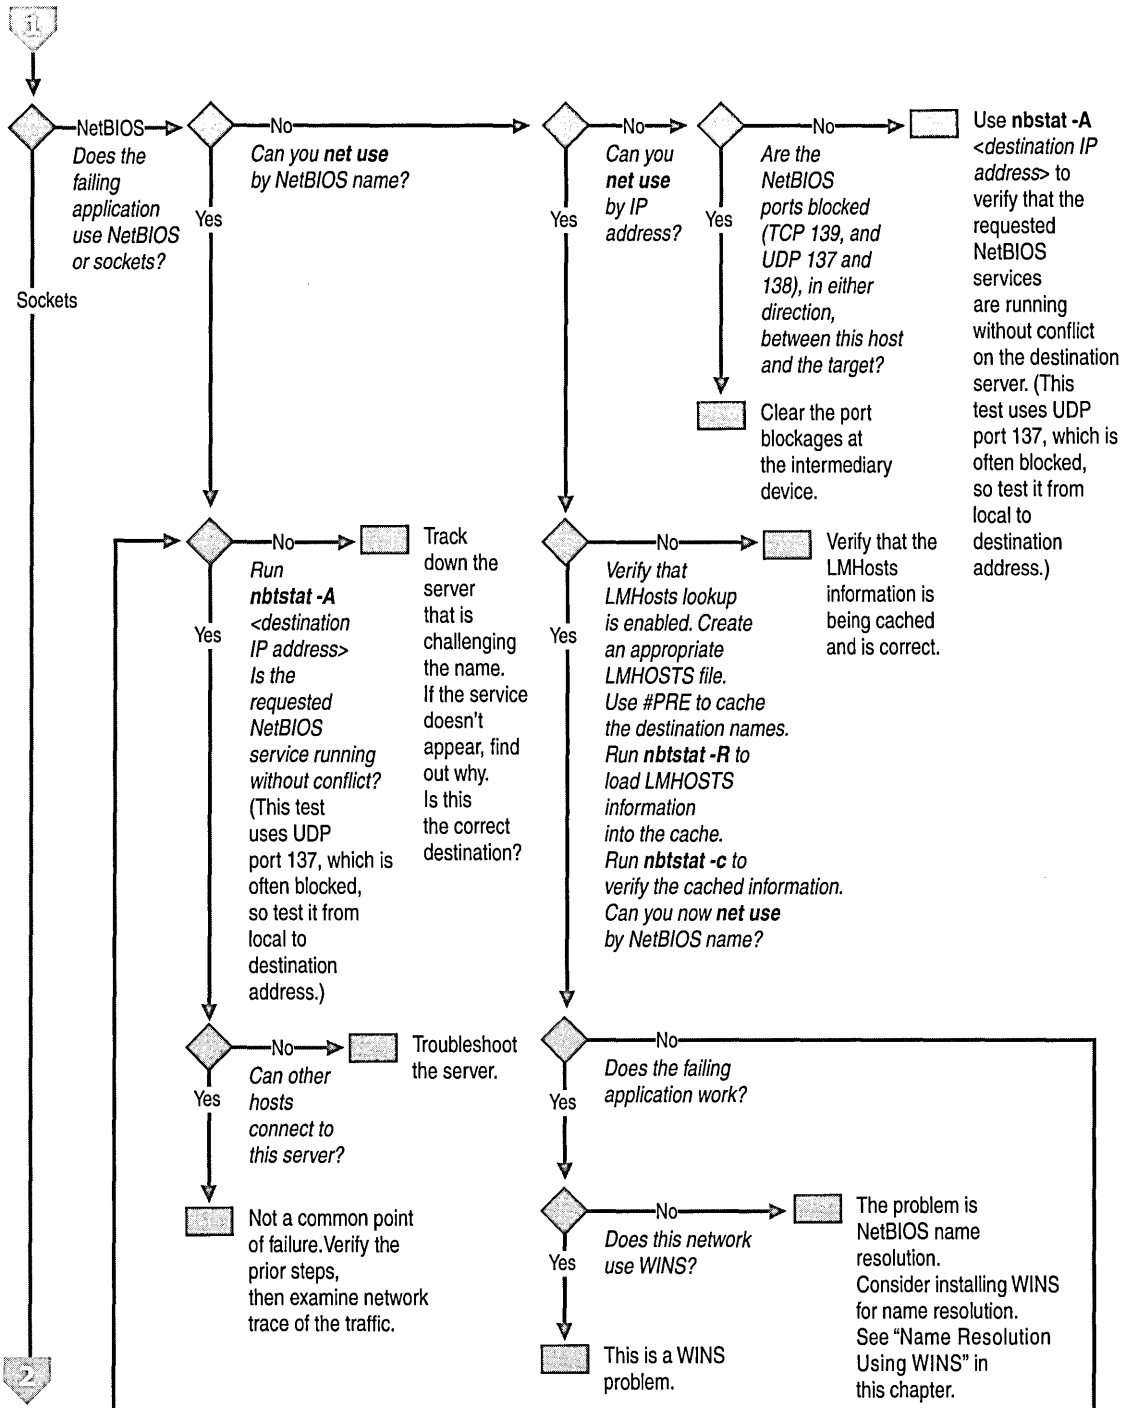 1
NetBIOS
Does the
failing
application
use NetBIOS
or sockets?
Sockets
No
Can you net use
by NetBIOS name?
Yes
No
Can you
net use
by IP
address?
Yes
No
Are the
NetBIOS
ports blocked
(TCP 139, and
UDP 137 and
138), in either
direction,
between this host
and the target?
Yes
Use nbstat -A
<destination IP
address> to
verify that the
requested
NetBIOS
services
are running
without conflict
on the destination
server. (This
test uses UDP
port 137, which is
often blocked,
so test it from
local to
destination
address.)
Clear the port
blockages at
the intermediary
device.
No
Run
nbtstat -A
<destination
IP address>
Is the
requested
NetBIOS
service running
without conflict?
(This test
uses UDP
port 137, which is
often blocked,
so test it from
local to
destination
address.)
Yes
Track
down the
server
that is
challenging
the name.
If the service
doesn't
appear, find
out why.
Is this
the correct
destination?
No
Verify that
LMHosts lookup
is enabled. Create
an appropriate
LMHOSTS file.
Use #PRE to cache
the destination names.
Run nbtstat -R to
load LMHOSTS
information
into the cache.
Run nbtstat -c to
verify the cached information.
Can you now net use
by NetBIOS name?
Yes
Verify that the
LMHosts
information is
being cached
and is correct.
No
Can other
hosts
connect to
this server?
Yes
Troubleshoot
the server.
No
Does the failing
application work?
Yes
Not a common point
of failure.Verify the
prior steps,
then examine network
trace of the traffic.
No
Does this network
use WINS?
Yes
The problem is
NetBIOS name
resolution.
Consider installing WINS
for name resolution.
See “Name Resolution
Using WINS” in
this chapter.
This is a WINS
problem.
2